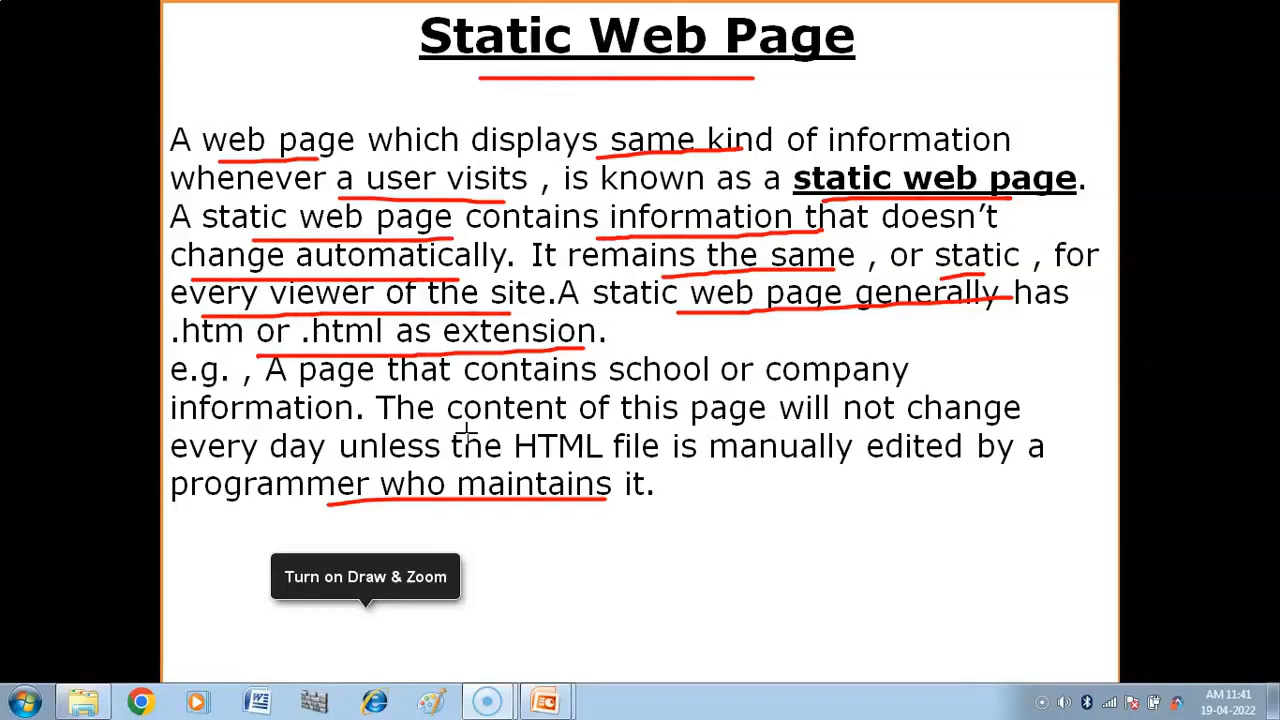 Static Web Page
A web page which displays same kind of information
whenever a user visits , is known as a static web page.
A static web page contains information that doesn’t
change automatically. It remains the same , or static , for
every viewer of the site.A static web page generally has
.htm or .html as extension.
e.g. , A page that contains school or company
information. The content of this page will not change
every day unless the HTML file is manually edited by a
programmer who maintains it.
Turn on Draw & Zoom
AM 11:41
19-04-2022